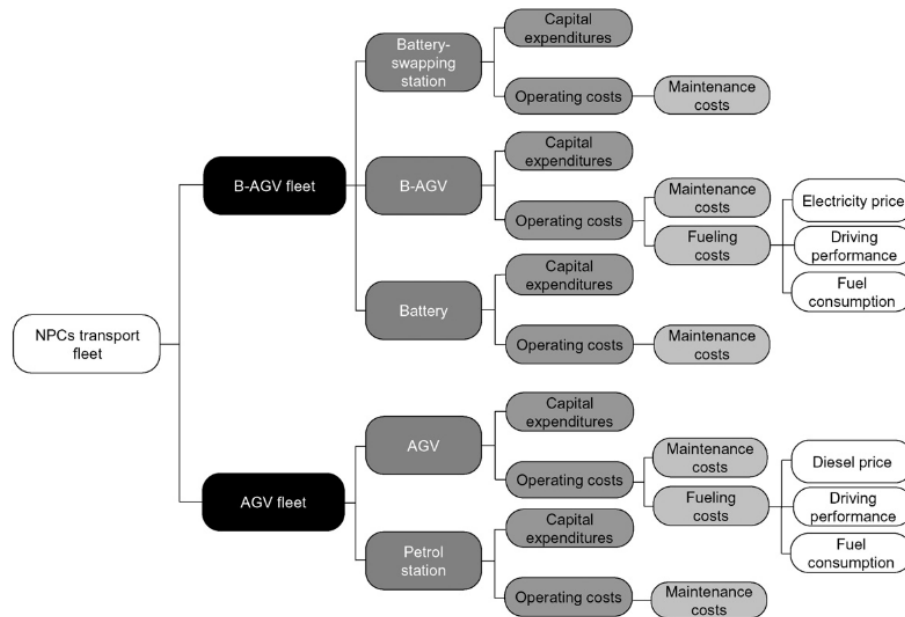 Capital
expenditures
Battery-
swapping
station
Operating costs
Maintenance
costs
Capital
expenditures
B-AGV fleet
B-AGV
Maintenance
costs
Electricity price
Operating costs
Fueling
costs
Driving
performance
Capital
expenditures
Fuel
consumption
Battery
NPCs transport
fleet
Operating costs
Maintenance
costs
Capital
expenditures
AGV
Maintenance
costs
Diesel price
Operating costs
AGV fleet
Fueling
costs
Driving
performance
Capital
expenditures
Fuel
consumption
Petrol
station
Operating costs
Maintenance
costs